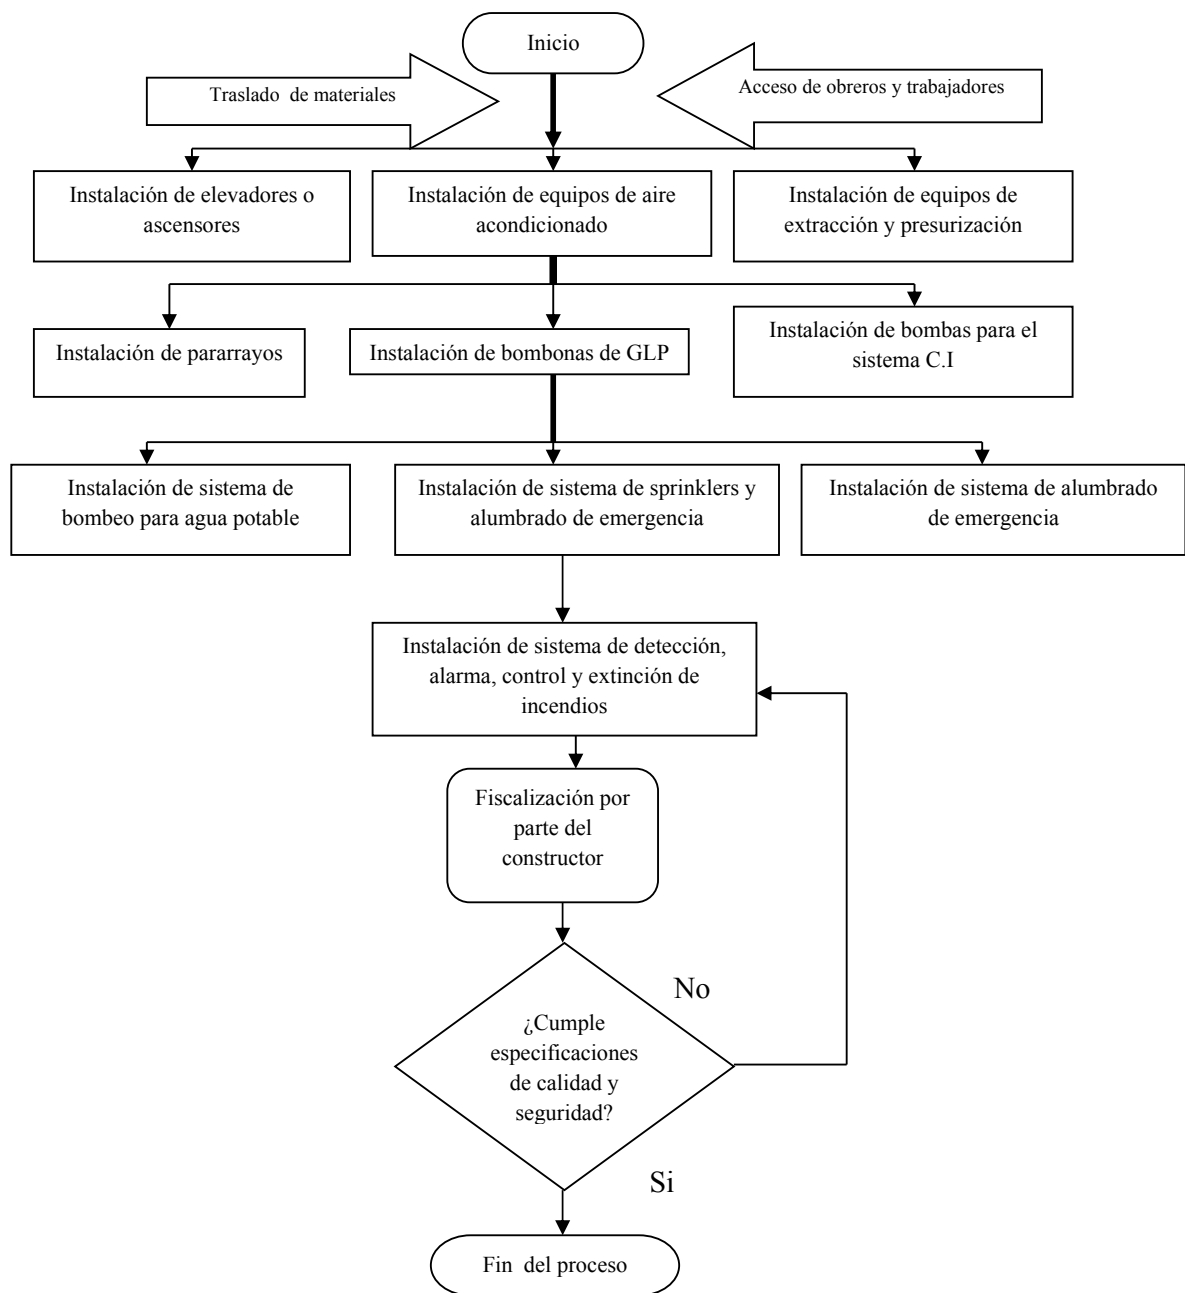 Inicio
Traslado de materiales
Acceso de obreros y trabajadores
Instalación de elevadores o
ascensores
Instalación de equipos de aire
acondicionado
Instalación de equipos de
extracción y presurización
Instalación de pararrayos
Instalación de bombonas de GLP
Instalación de bombas para el
sistema C.I
Instalación de sistema de
bombeo para agua potable
Instalación de sistema de sprinklers y
alumbrado de emergencia
Instalación de sistema de alumbrado
de emergencia
Instalación de sistema de detección,
alarma, control y extinción de
incendios
Fiscalización por
parte del
constructor
No
¿Cumple
especificaciones
de calidad y
seguridad?
Si
Fin del proceso